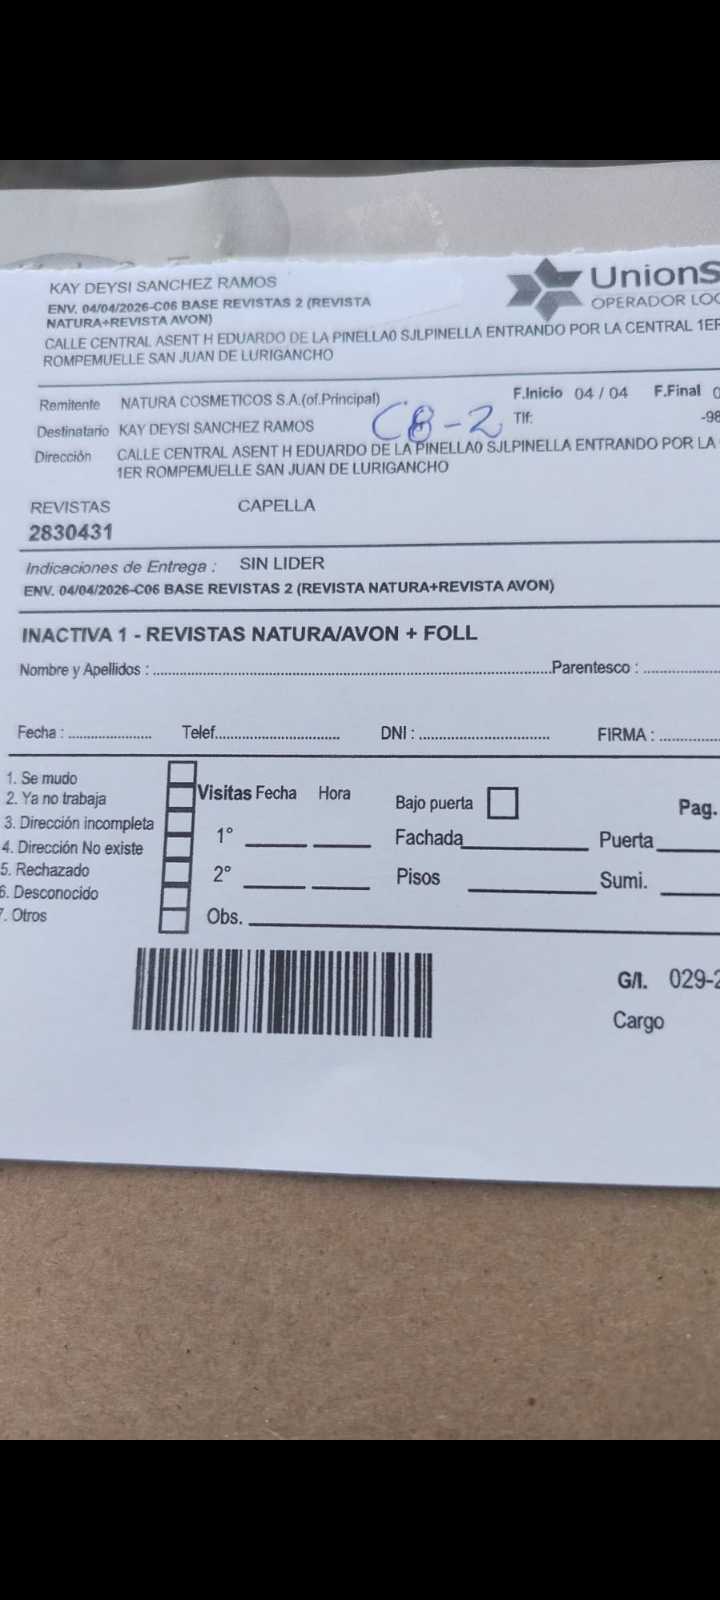 KAY DEYSI SANCHEZ RAMOS
ENV. 04/04/2026-C06 BASE REVISTAS 2 (REVISTA
NATURA+REVISTA AVON)
UnionS
OPERADOR LOG
CALLE CENTRAL ASENT H EDUARDO DE LA PINELLA0 SJLPINELLA ENTRANDO POR LA CENTRAL 1ER
ROMPEMUELLE SAN JUAN DE LURIGANCHO
Remitente NATURA COSMETICOS S.A.(of.Principal) F.Inicio 04 / 04 F.Final 0
Destinatario KAY DEYSI SANCHEZ RAMOS C8-2 Tlf: -98
Dirección CALLE CENTRAL ASENT H EDUARDO DE LA PINELLA0 SJLPINELLA ENTRANDO POR LA
1ER ROMPEMUELLE SAN JUAN DE LURIGANCHO
REVISTAS CAPELLA
2830431
Indicaciones de Entrega : SIN LIDER
ENV. 04/04/2026-C06 BASE REVISTAS 2 (REVISTA NATURA+REVISTA AVON)
INACTIVA 1 - REVISTAS NATURA/AVON + FOLL
Nombre y Apellidos : Parentesco :
Fecha : Telef. DNI : FIRMA :
1. Se mudo
2. Ya no trabaja
3. Dirección incompleta
4. Dirección No existe
5. Rechazado
6. Desconocido
7. Otros
Visitas Fecha Hora
1°
2°
Obs.
Bajo puerta Pag.
Fachada Puerta
Pisos Sumi.
G/I. 029-2
Cargo